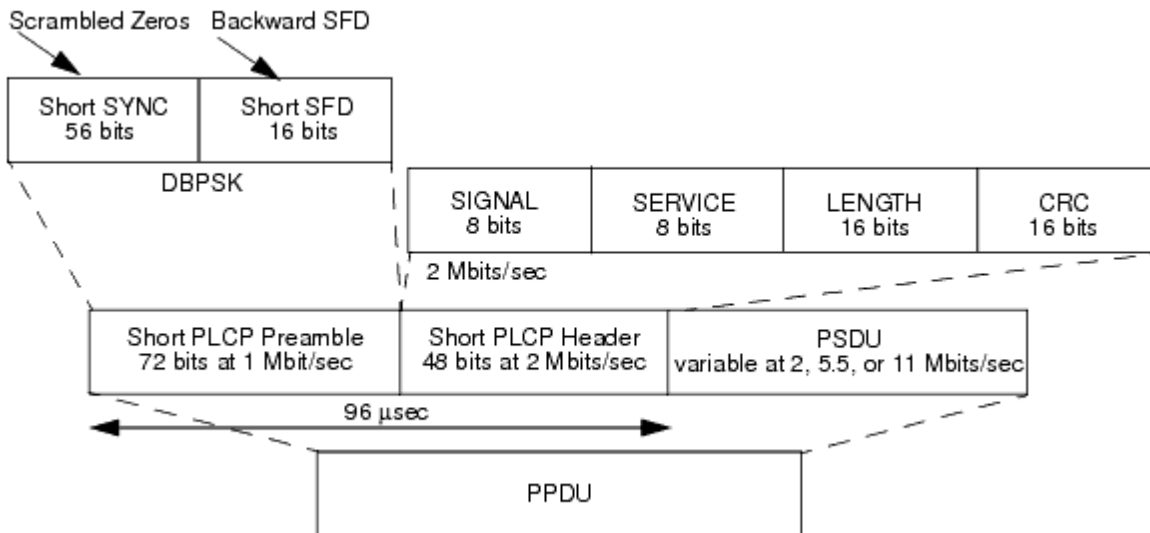 Scrambled Zeros
Backward SFD
Short SYNC
56 bits
Short SFD
16 bits
DBPSK
SIGNAL
8 bits
SERVICE
8 bits
LENGTH
16 bits
CRC
16 bits
2 Mbits/sec
Short PLCP Preamble
72 bits at 1 Mbit/sec
Short PLCP Header
48 bits at 2 Mbits/sec
PSDU
variable at 2, 5.5, or 11 Mbits/sec
96 μsec
PPDU